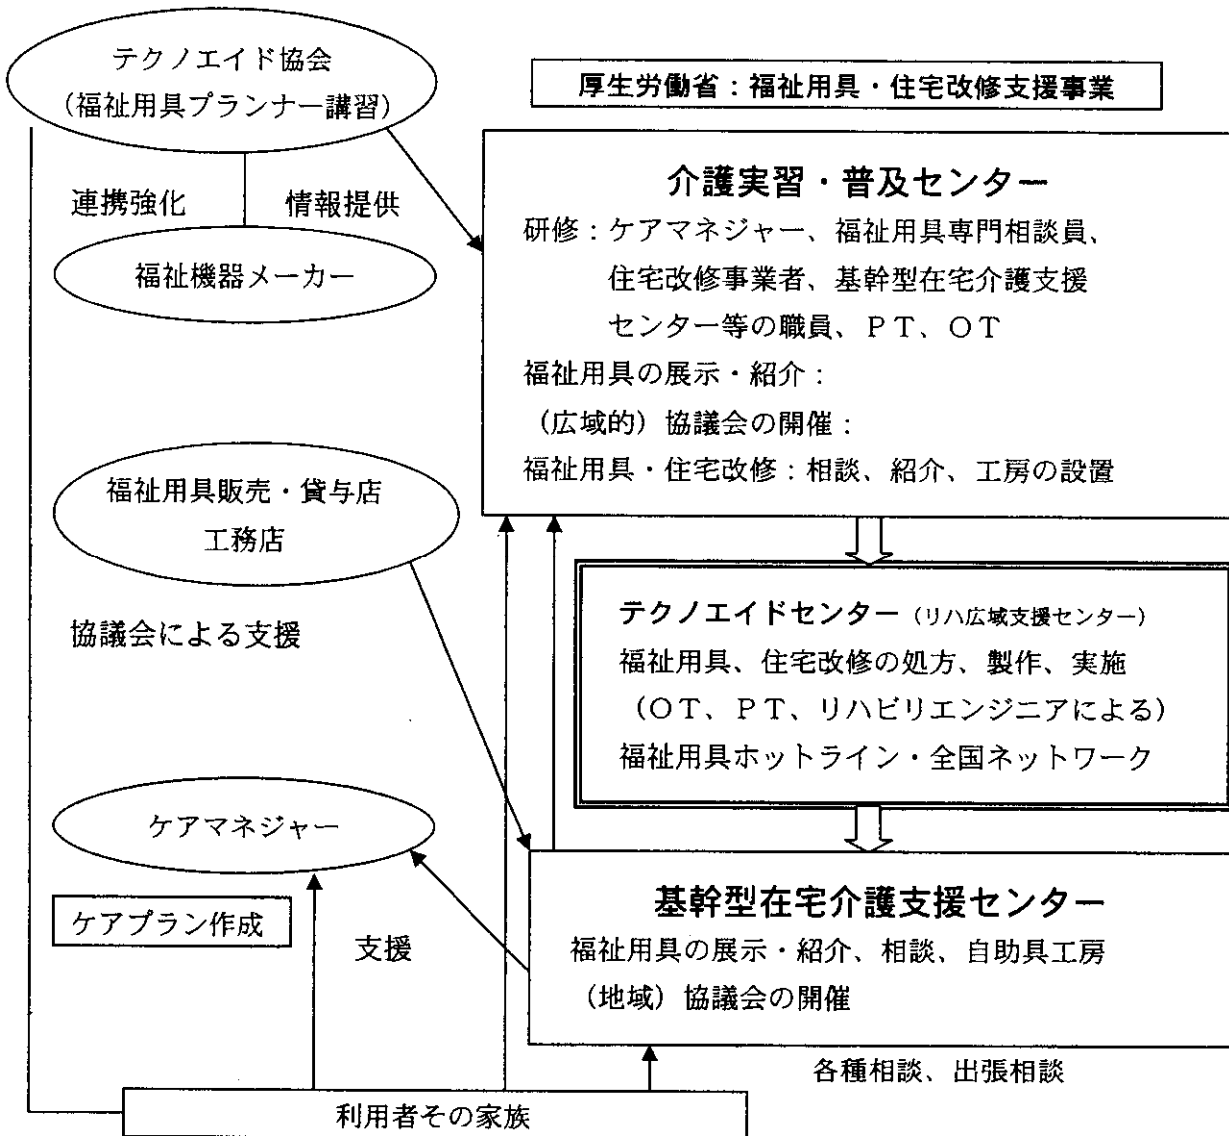 テクノエイド協会
(福祉用具プランナー講習)
厚生労働省：福祉用具・住宅改修支援事業
連携強化
情報提供
福祉機器メーカー
介護実習・普及センター
研修：ケアマネジャー、福祉用具専門相談員、
住宅改修事業者、基幹型在宅介護支援
センター等の職員、ＰＴ、ＯＴ
福祉用具の展示・紹介：
（広域的）協議会の開催：
福祉用具・住宅改修：相談、紹介、工房の設置
福祉用具販売・貸与店
工務店
協議会による支援
テクノエイドセンター（リハ広域支援センター）
福祉用具、住宅改修の処方、製作、実施
（ＯＴ、ＰＴ、リハビリエンジニアによる）
福祉用具ホットライン・全国ネットワーク
ケアマネジャー
ケアプラン作成
支援
基幹型在宅介護支援センター
福祉用具の展示・紹介、相談、自助具工房
（地域）協議会の開催
各種相談、出張相談
利用者その家族